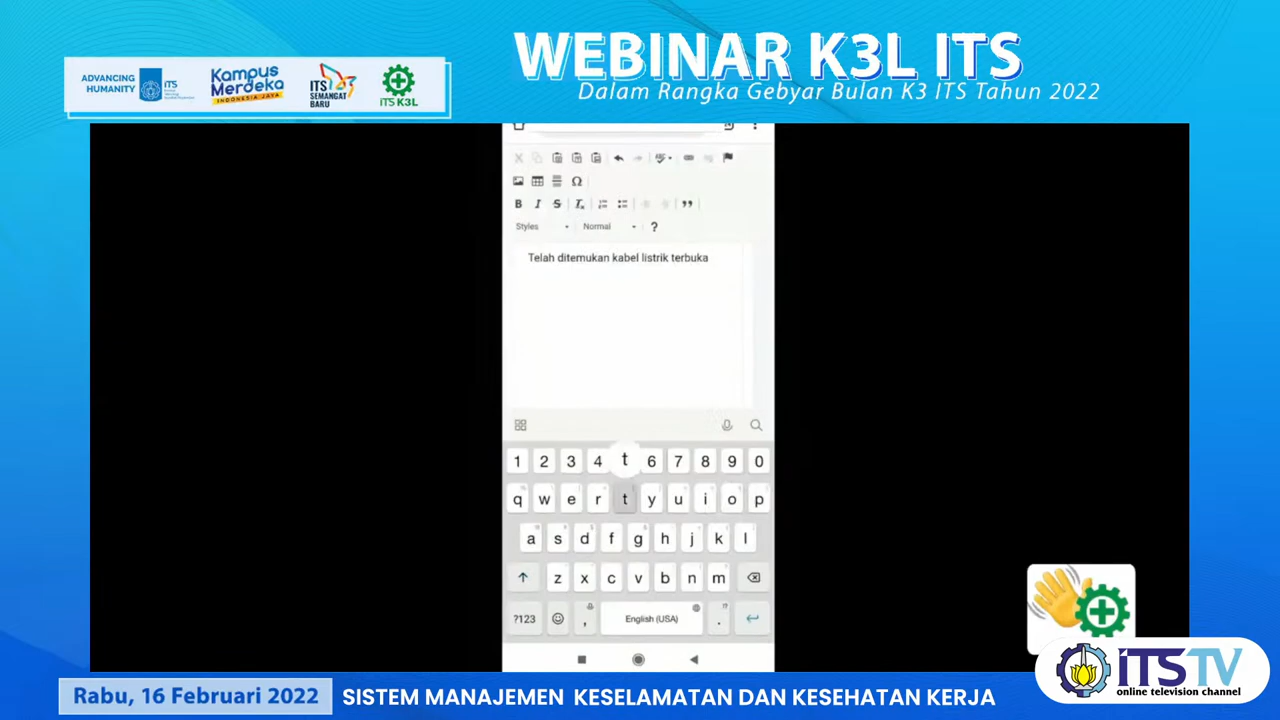 WEBINAR K3L ITS
Dalam Rangka Gebyar Bulan K3 ITS Tahun 2022
ADVANCING
HUMANITY
ITS
Kampus
Merdeka
INDONESIA JAYA
ITS
SEMANGAT
BARU
ITS K3L
B I S Tx
Styles Normal ?
Telah ditemukan kabel listrik terbuka
1 2 3 4 t 6 7 8 9 0
q w e r t y u i o p
a s d f g h j k l
z x c v b n m
?123 , English (USA) .
ITS TV
online television channel
Rabu, 16 Februari 2022
SISTEM MANAJEMEN KESELAMATAN DAN KESEHATAN KERJA